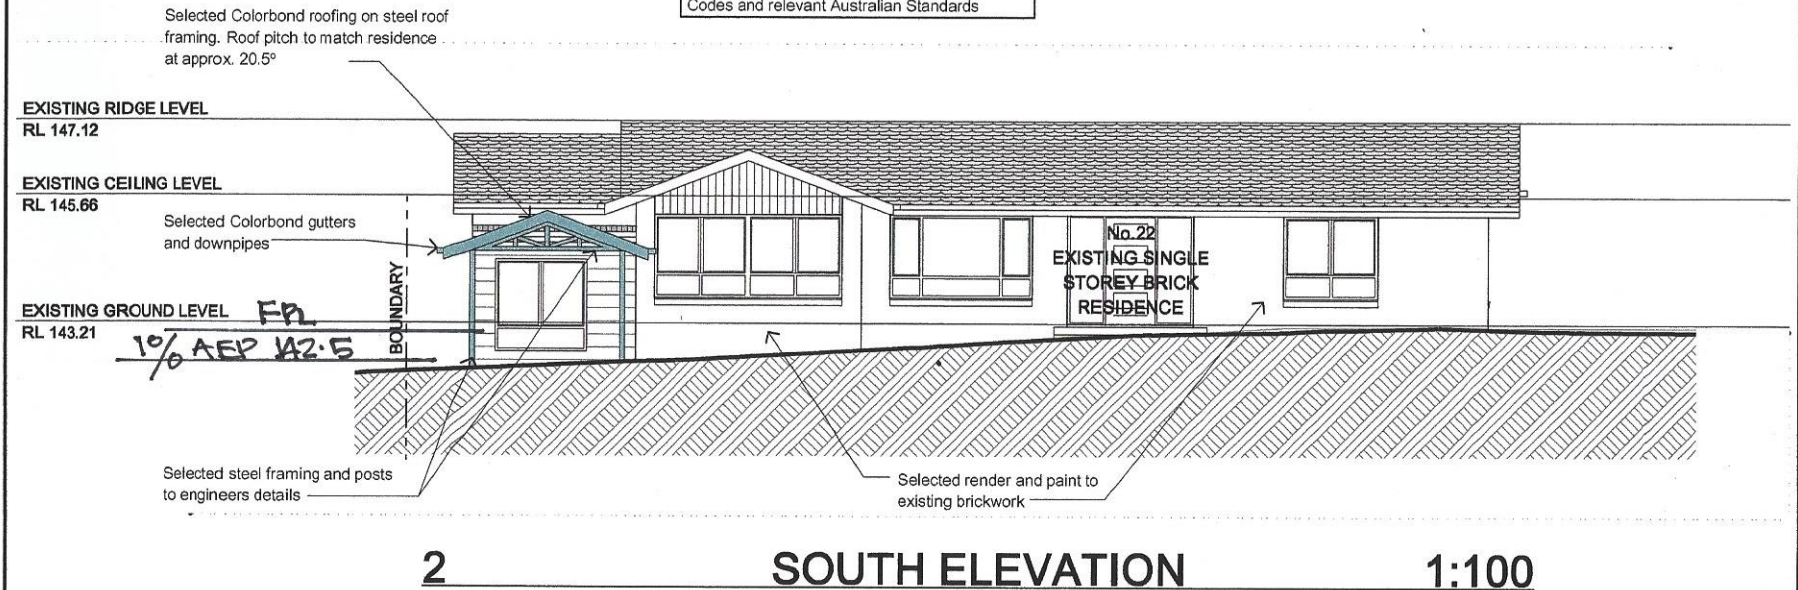 Codes and relevant Australian Standards
Selected Colorbond roofing on steel roof
framing. Roof pitch to match residence
at approx. 20.5º
EXISTING RIDGE LEVEL
RL 147.12
EXISTING CEILING LEVEL
RL 145.66
Selected Colorbond gutters
and downpipes
BOUNDARY
EXISTING GROUND LEVEL
RL 143.21
FPL
1% AEP 142.5
No.22
EXISTING SINGLE
STOREY BRICK
RESIDENCE
Selected steel framing and posts
to engineers details
Selected render and paint to
existing brickwork
2 SOUTH ELEVATION 1:100